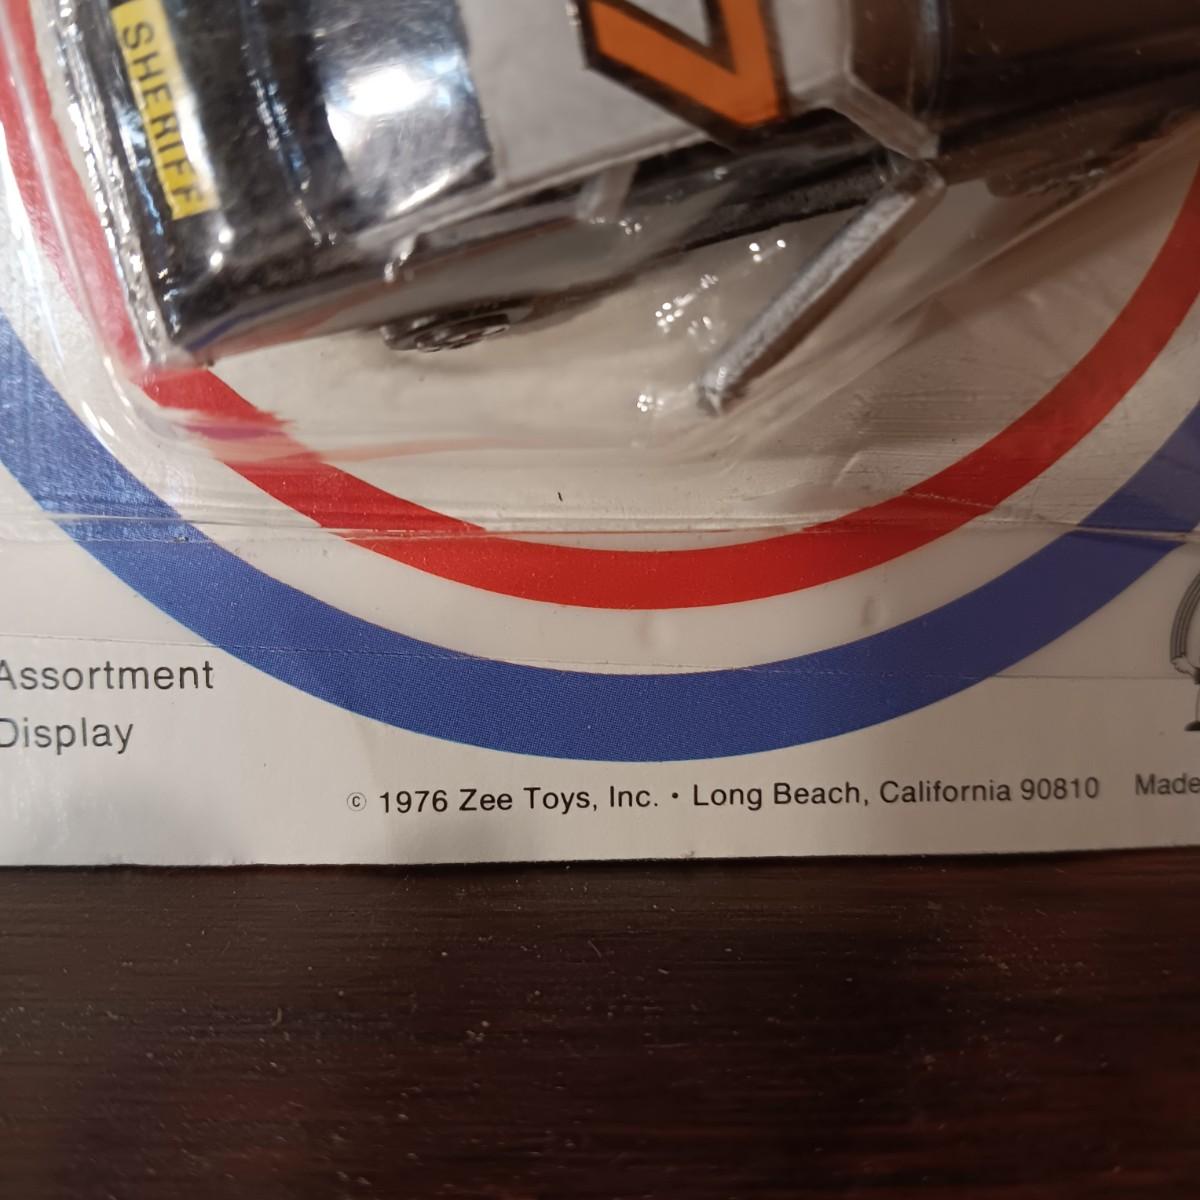 SHERIFF
Assortment
Display
© 1976 Zee Toys, Inc. • Long Beach, California 90810 Made